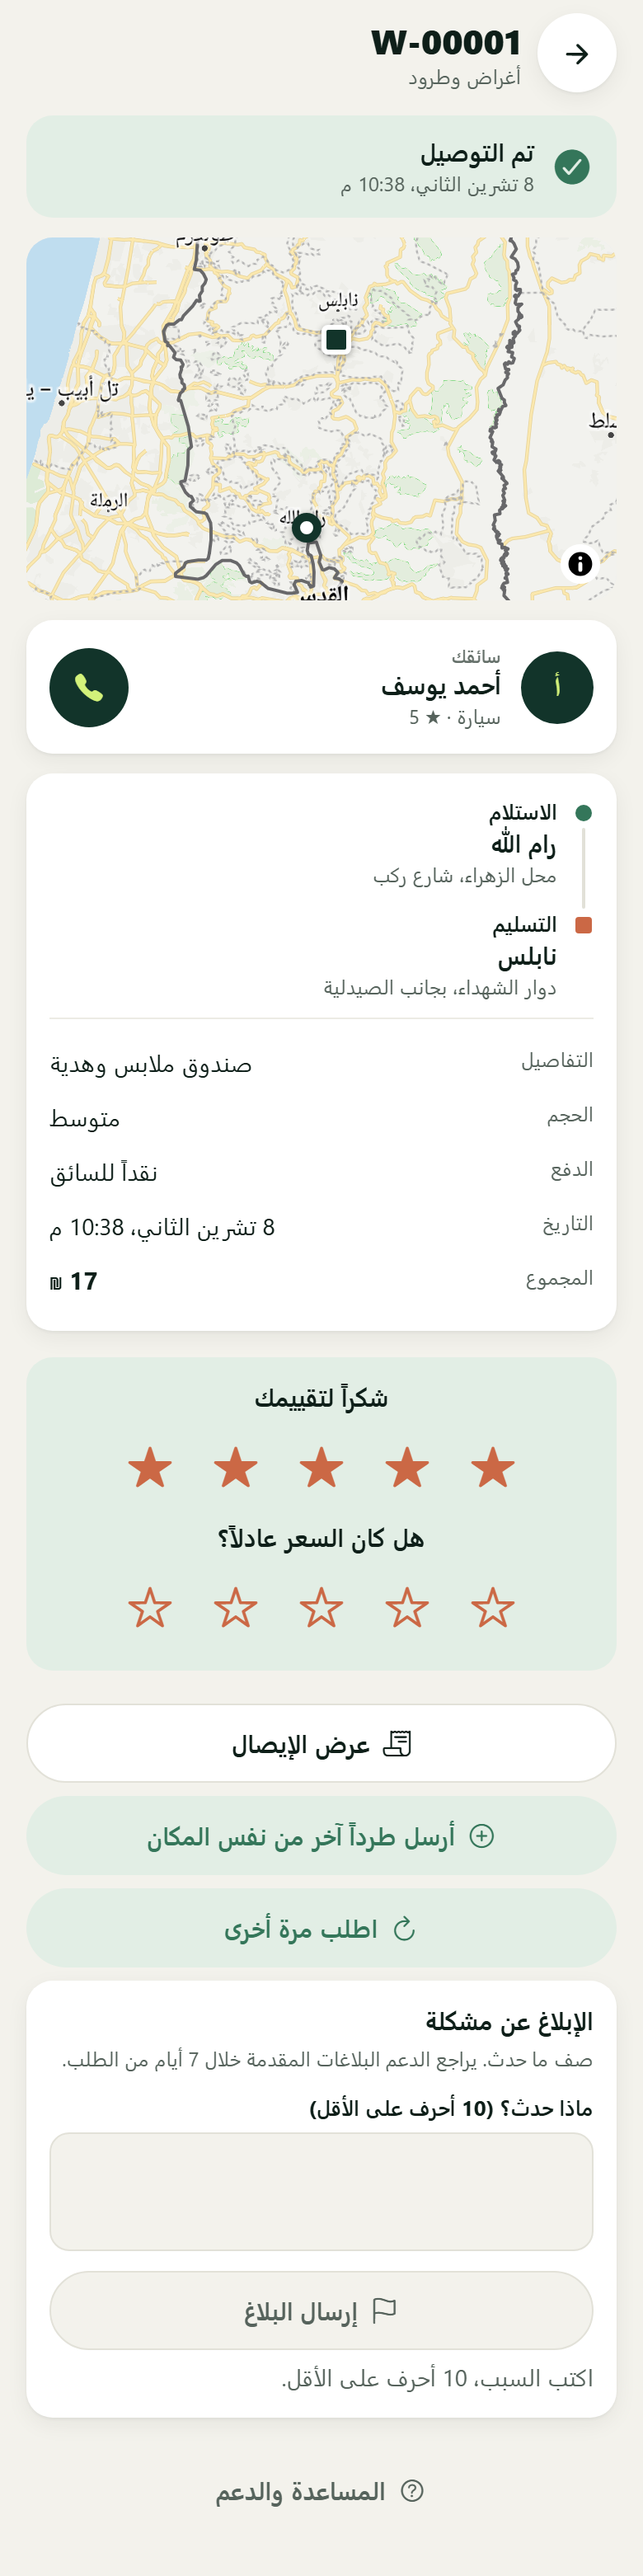 W-00001
أغراض وطرود
تم التوصيل
8 تشرين الثاني، 10:38 م
نابلس
تل أبيب – ي
الرملة
القدس
سائقك
أ
أحمد يوسف
سيارة · ★ 5
الاستلام
رام الله
محل الزهراء، شارع ركب
التسليم
نابلس
دوار الشهداء، بجانب الصيدلية
التفاصيل صندوق ملابس وهدية
الحجم متوسط
الدفع نقداً للسائق
التاريخ 8 تشرين الثاني، 10:38 م
المجموع 17 ₪
شكراً لتقييمك
هل كان السعر عادلاً؟
عرض الإيصال
أرسل طرداً آخر من نفس المكان
اطلب مرة أخرى
الإبلاغ عن مشكلة
صف ما حدث. يراجع الدعم البلاغات المقدمة خلال 7 أيام من الطلب.
ماذا حدث؟ (10 أحرف على الأقل)
إرسال البلاغ
اكتب السبب، 10 أحرف على الأقل.
المساعدة والدعم